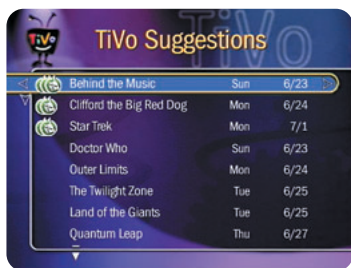 TiVo
TiVo Suggestions
TiVo
Behind the Music Sun 6/23
Clifford the Big Red Dog Mon 6/24
Star Trek Mon 7/1
Doctor Who Sun 6/23
Outer Limits Mon 6/24
The Twilight Zone Tue 6/25
Land of the Giants Tue 6/25
Quantum Leap Thu 6/27